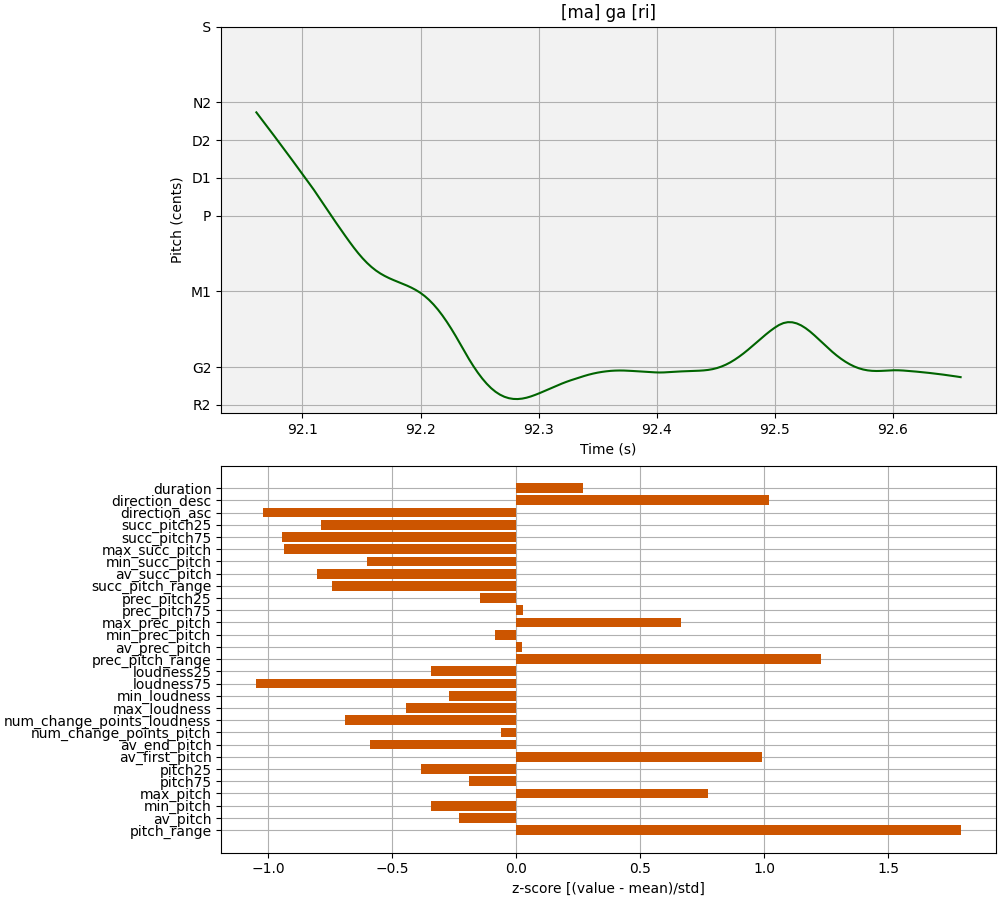 [ma] ga [ri]
S
N2
D2
D1
P
M1
G2
R2
Pitch (cents)
92.1 92.2 92.3 92.4 92.5 92.6
Time (s)
duration
direction_desc
direction_asc
succ_pitch25
succ_pitch75
max_succ_pitch
min_succ_pitch
av_succ_pitch
succ_pitch_range
prec_pitch25
prec_pitch75
max_prec_pitch
min_prec_pitch
av_prec_pitch
prec_pitch_range
loudness25
loudness75
min_loudness
max_loudness
num_change_points_loudness
num_change_points_pitch
av_end_pitch
av_first_pitch
pitch25
pitch75
max_pitch
min_pitch
av_pitch
pitch_range
−1.0 −0.5 0.0 0.5 1.0 1.5
z-score [(value - mean)/std]